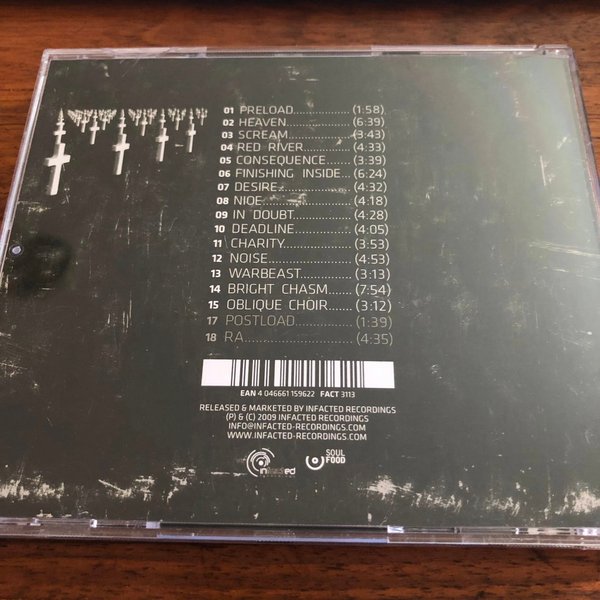 01 PRELOAD...............(1:58)
02 HEAVEN................(6:39)
03 SCREAM................(3:43)
04 RED RIVER............(4:33)
05 CONSEQUENCE.......(3:39)
06 FINISHING INSIDE...(6:24)
07 DESIRE.................(4:32)
08 NIQE....................(4:18)
09 IN DOUBT..............(4:28)
10 DEADLINE..............(4:05)
11 CHARITY................(3:53)
12 NOISE...................(4:53)
13 WARBEAST.............(3:13)
14 BRIGHT CHASM.......(7:54)
15 OBLIQUE CHOIR.......(3:12)
17 POSTLOAD..............(1:39)
18 RA.......................(4:35)
EAN 4 046661 159622 FACT 3113
RELEASED & MARKETED BY INFACTED RECORDINGS
(P) & (C) 2009 INFACTED RECORDINGS
INFO@INFACTED-RECORDINGS.COM
WWW.INFACTED-RECORDINGS.COM
infacted
SOUL FOOD